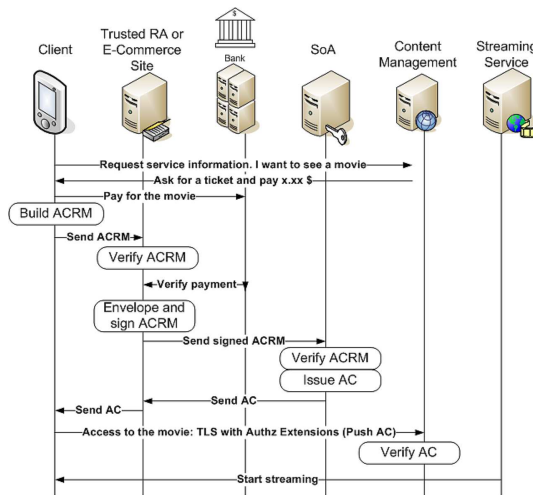 $
Client
Trusted RA or
E-Commerce
Site
Bank
SoA
Content
Management
Streaming
Service
Request service information. I want to see a movie
Ask for a ticket and pay x.xx $
Pay for the movie
Build ACRM
Send ACRM
Verify ACRM
Verify payment
Envelope and
sign ACRM
Send signed ACRM
Verify ACRM
Issue AC
Send AC
Send AC
Access to the movie: TLS with Authz Extensions (Push AC)
Verify AC
Start streaming